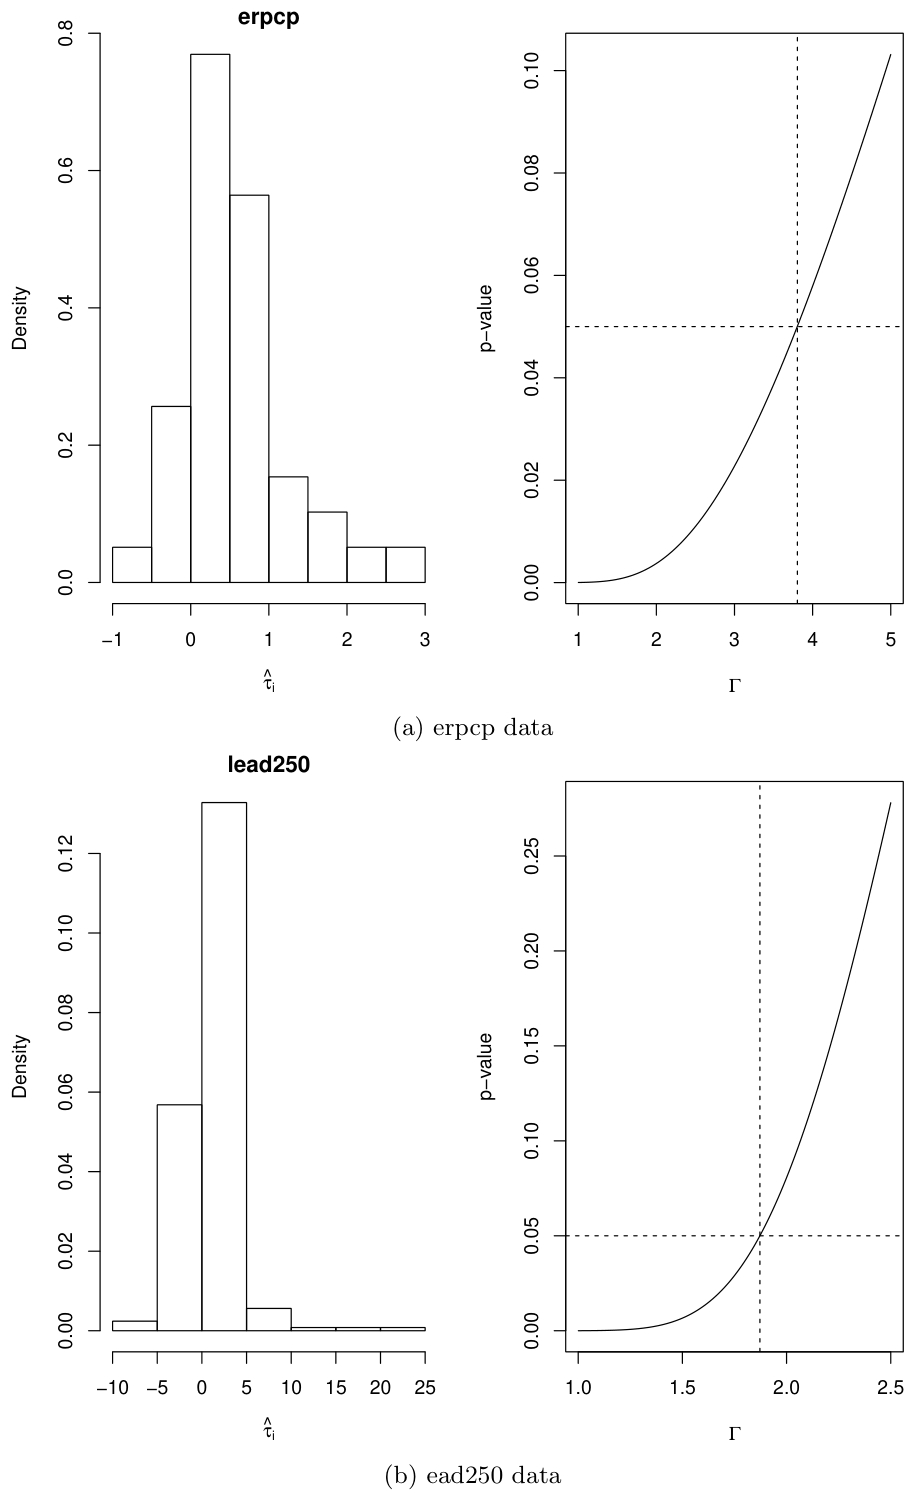 erpcp
Density
0.0 0.2 0.4 0.6 0.8
−1 0 1 2 3
τ̂i
p−value
0.00 0.02 0.04 0.06 0.08 0.10
1 2 3 4 5
Γ
(a) erpcp data
lead250
Density
0.00 0.02 0.04 0.06 0.08 0.10 0.12
−10 −5 0 5 10 15 20 25
τ̂i
p−value
0.00 0.05 0.10 0.15 0.20 0.25
1.0 1.5 2.0 2.5
Γ
(b) ead250 data